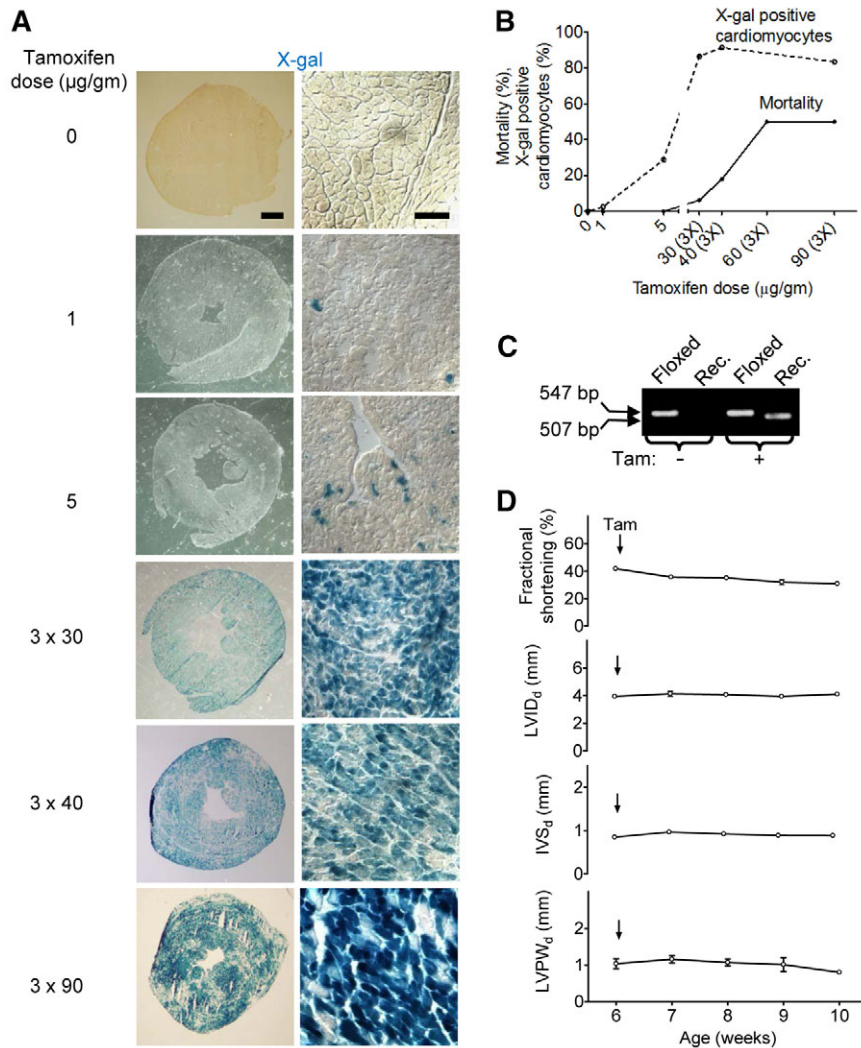 A
Tamoxifen
dose (µg/gm)
X-gal
0
1
5
3 x 30
3 x 40
3 x 90
B
X-gal positive
cardiomyocytes
Mortality
Mortality (%),
X-gal positive
cardiomyocytes (%)
100
80
60
40
20
0
0
1
5
30 (3X)
40 (3X)
60 (3X)
90 (3X)
Tamoxifen dose (µg/gm)
C
Floxed
Rec.
Floxed
Rec.
547 bp
507 bp
Tam: - +
D
Tam
Fractional
shortening (%)
60
40
20
0
LVIDd (mm)
6
4
2
0
IVSd (mm)
2
1
0
LVPWd (mm)
2
1
0
6 7 8 9 10
Age (weeks)